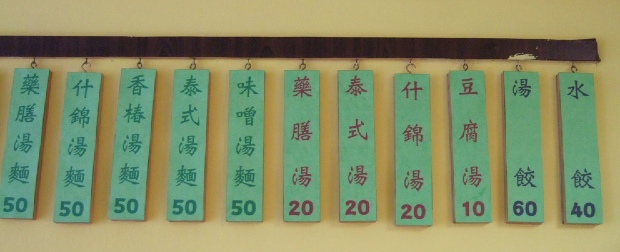 藥膳湯麵 50
什錦湯麵 50
香椿湯麵 50
泰式湯麵 50
味噌湯麵 50
藥膳湯 20
泰式湯 20
什錦湯 20
豆腐湯 10
湯餃 60
水餃 40